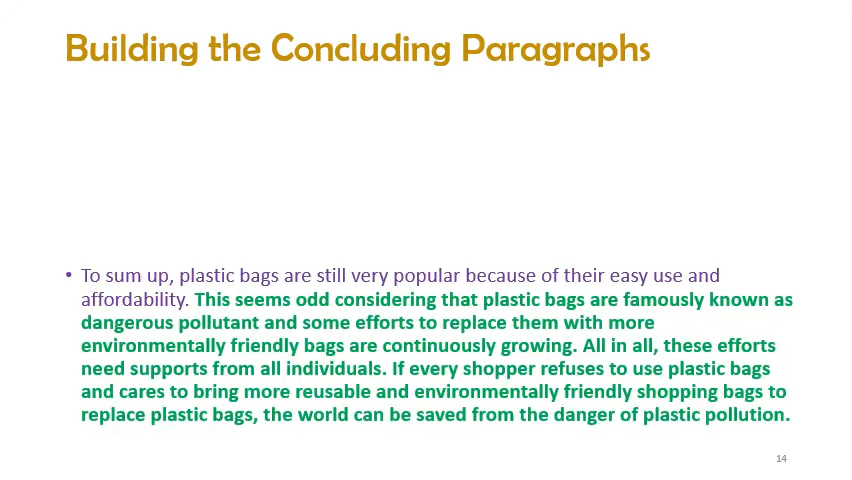 Building the Concluding Paragraphs
• To sum up, plastic bags are still very popular because of their easy use and
affordability. This seems odd considering that plastic bags are famously known as
dangerous pollutant and some efforts to replace them with more
environmentally friendly bags are continuously growing. All in all, these efforts
need supports from all individuals. If every shopper refuses to use plastic bags
and cares to bring more reusable and environmentally friendly shopping bags to
replace plastic bags, the world can be saved from the danger of plastic pollution.
14